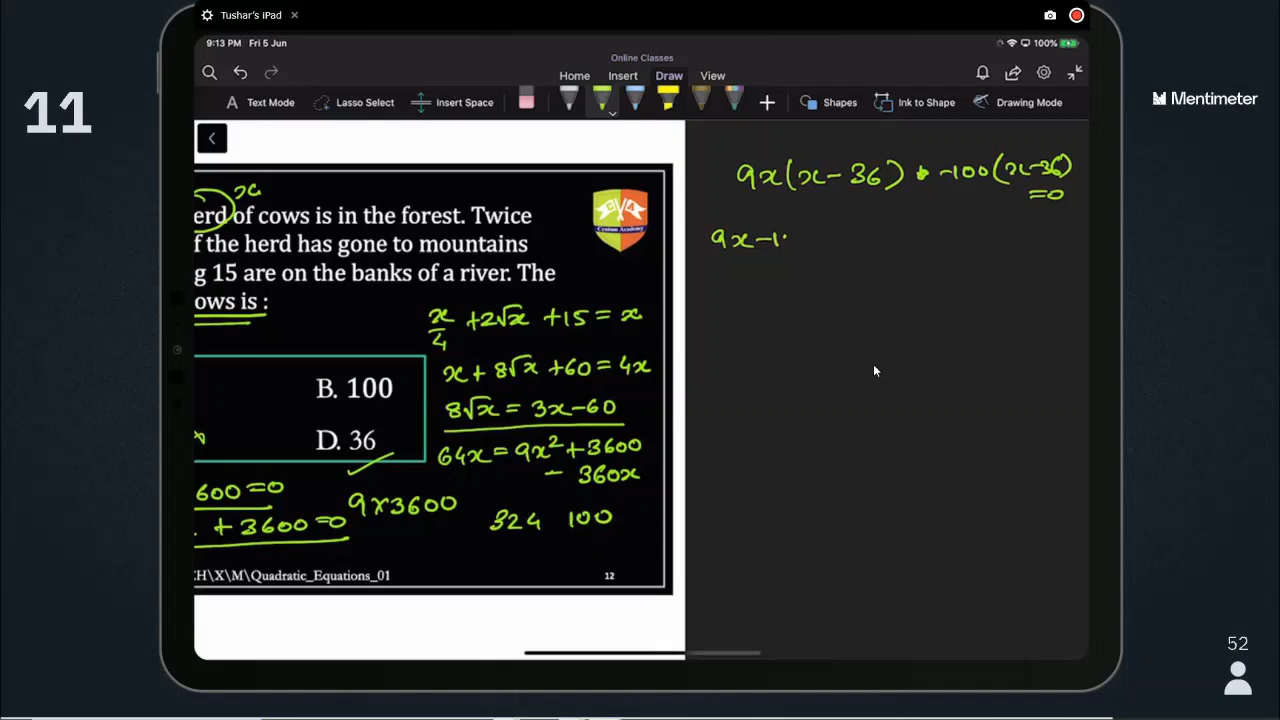 Tushar's iPad ×
11
Mentimeter
9:13 PM Fri 5 Jun
100%
Online Classes
Home Insert Draw View
A Text Mode Lasso Select Insert Space Shapes Ink to Shape Drawing Mode
x
erd of cows is in the forest. Twice
f the herd has gone to mountains
g 15 are on the banks of a river. The
ows is :
B. 100
D. 36
x/4 + 2√x + 15 = x
x + 8√x + 60 = 4x
8√x = 3x - 60
64x = 9x² + 3600
- 360x
600 = 0
9x3600
+ 3600 = 0
324 100
CH\X\M\Quadratic_Equations_01
12
9x(x - 36) - 100(x - 36)
= 0
9x - 1
52